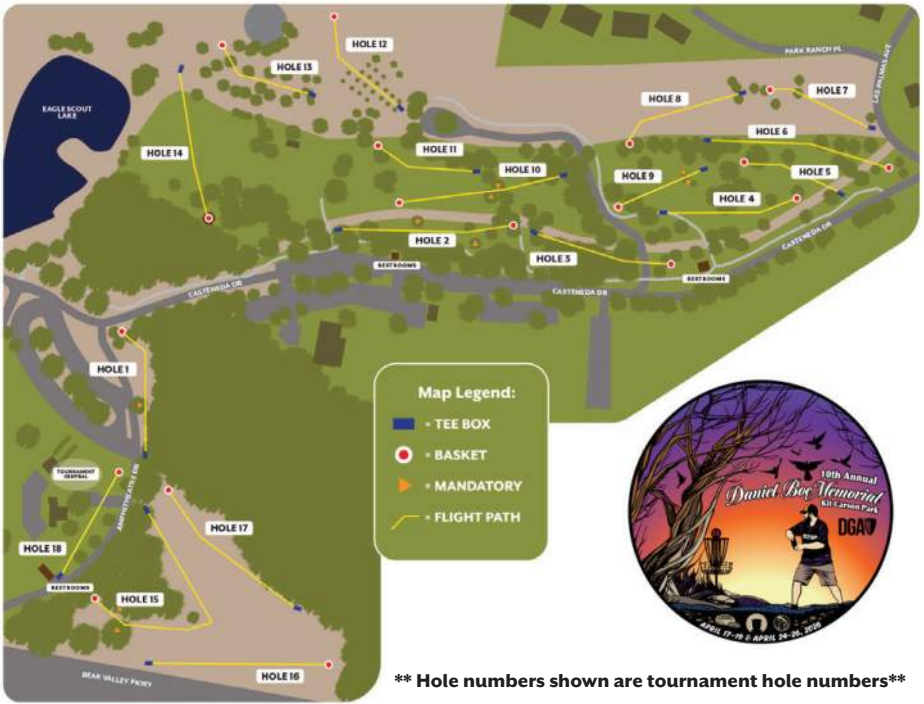 HOLE 12
PARK RANCH PL
LAS PALMAS AVE
HOLE 13
HOLE 8
HOLE 7
EAGLE SCOUT
LAKE
HOLE 6
HOLE 14
HOLE 11
HOLE 10
HOLE 9
HOLE 5
HOLE 4
HOLE 2
HOLE 3
CASTENEDA DR
RESTROOMS
RESTROOMS
CASTENEDA DR
CASTENEDA DR
HOLE 1
Map Legend:
= TEE BOX
= BASKET
= MANDATORY
= FLIGHT PATH
TOURNAMENT
CENTRAL
AMPHITHEATRE DR
HOLE 17
HOLE 18
RESTROOMS
HOLE 15
HOLE 16
BEAR VALLEY PKWY
10th Annual
Daniel Boe Memorial
Kit Carson Park
DGA
APRIL 17-19 & APRIL 24-26, 2026
** Hole numbers shown are tournament hole numbers**